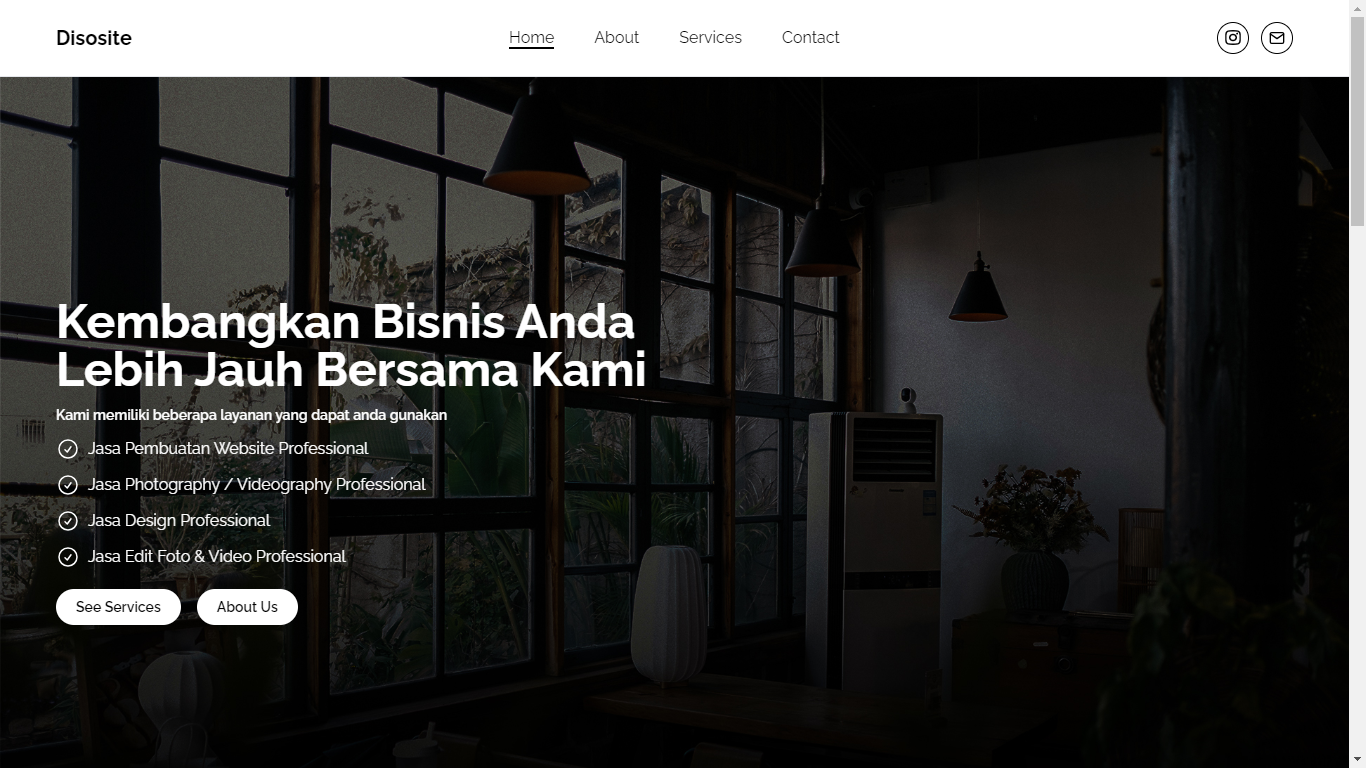 Disosite
Home
About
Services
Contact
Kembangkan Bisnis Anda
Lebih Jauh Bersama Kami
Kami memiliki beberapa layanan yang dapat anda gunakan
Jasa Pembuatan Website Professional
Jasa Photography / Videography Professional
Jasa Design Professional
Jasa Edit Foto & Video Professional
See Services
About Us